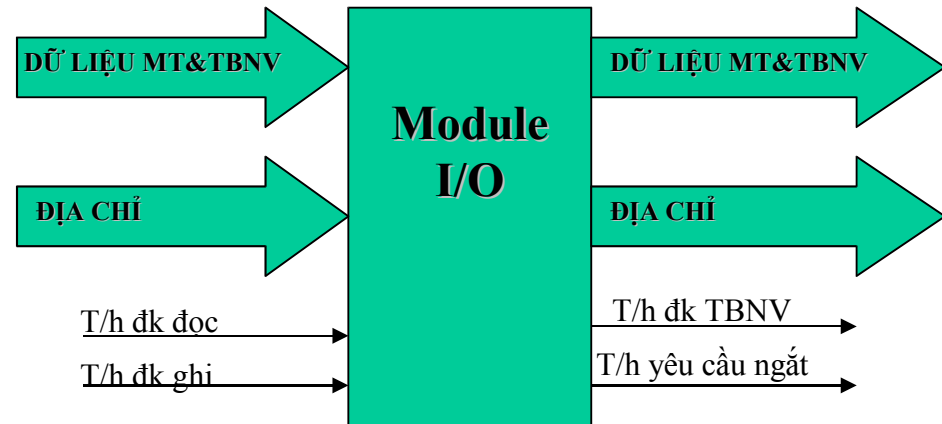 DỮ LIỆU MT&TBNV
ĐỊA CHỈ
T/h đk đọc
T/h đk ghi
Module
I/O
DỮ LIỆU MT&TBNV
ĐỊA CHỈ
T/h đk TBNV
T/h yêu cầu ngắt